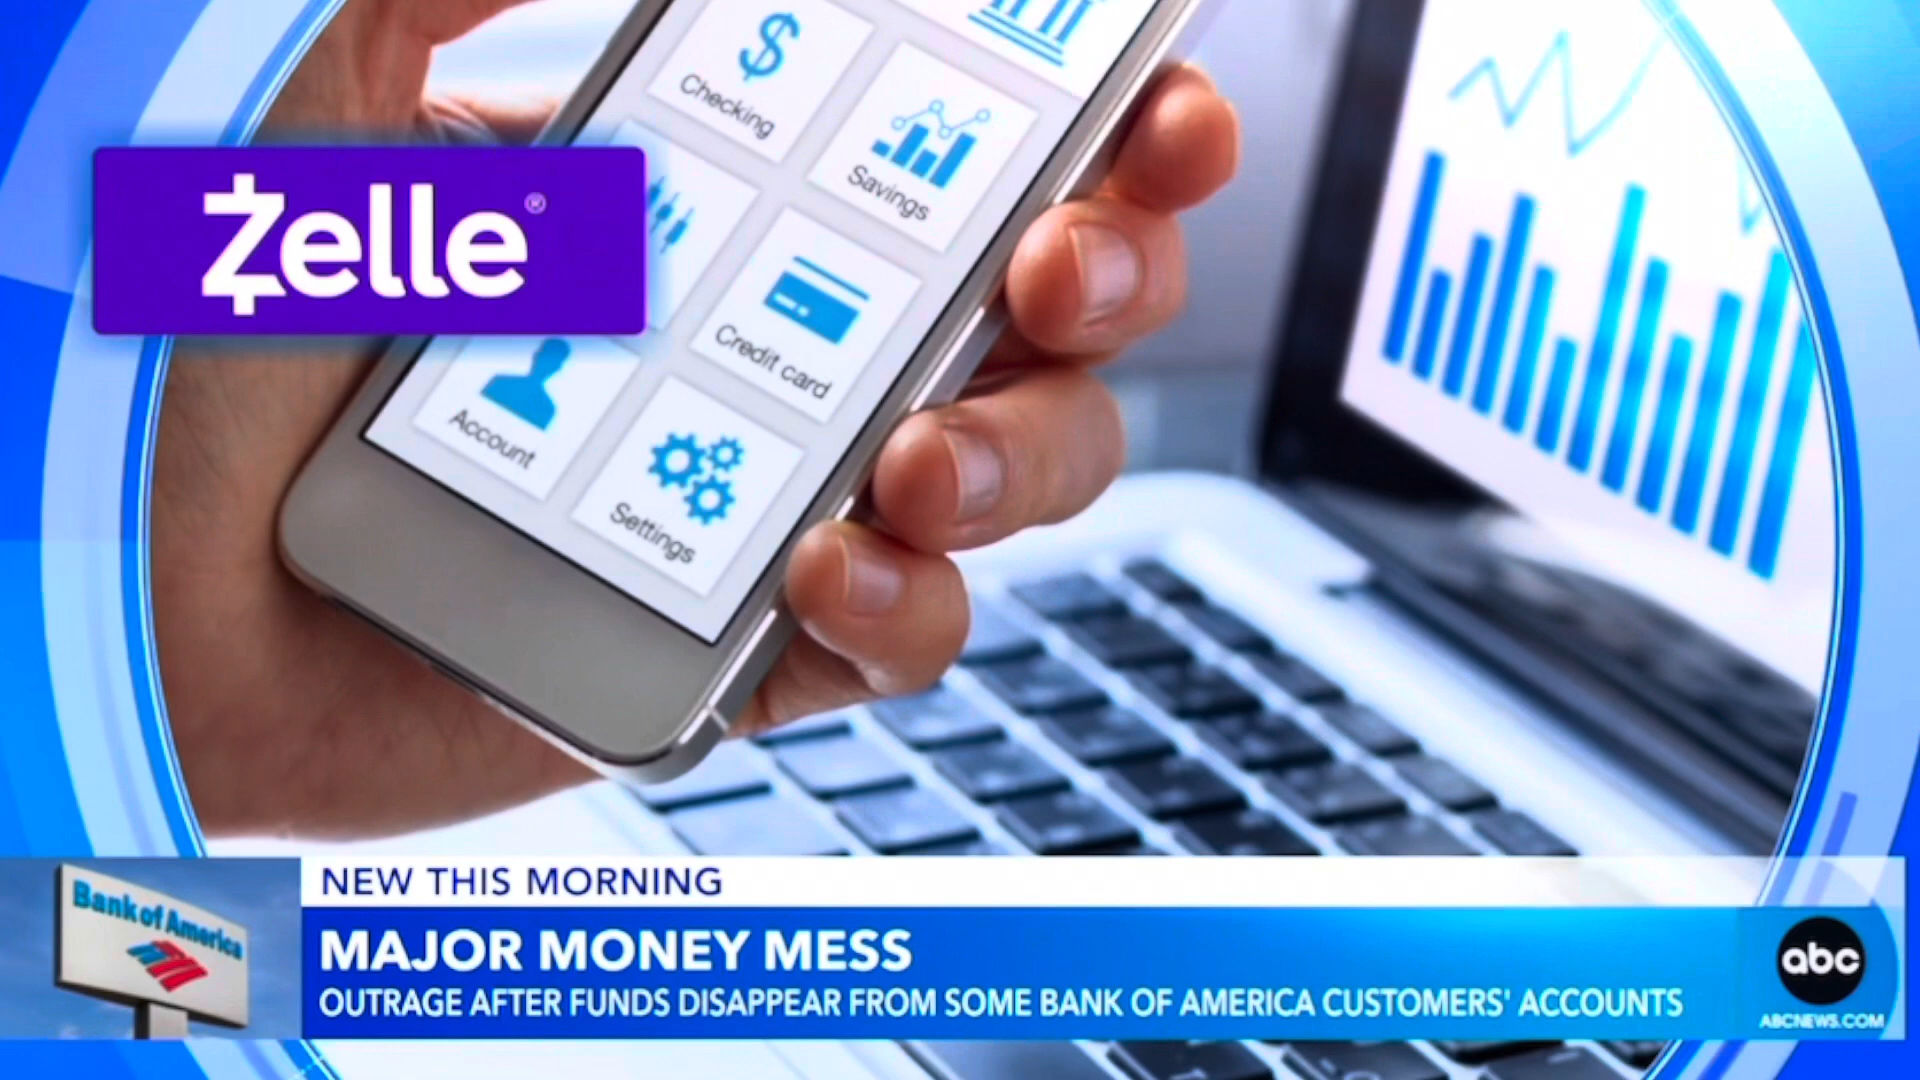 Checking
Savings
Zelle®
Credit card
Account
Settings
Bank of America
NEW THIS MORNING
MAJOR MONEY MESS
OUTRAGE AFTER FUNDS DISAPPEAR FROM SOME BANK OF AMERICA CUSTOMERS' ACCOUNTS
abc
ABCNEWS.COM